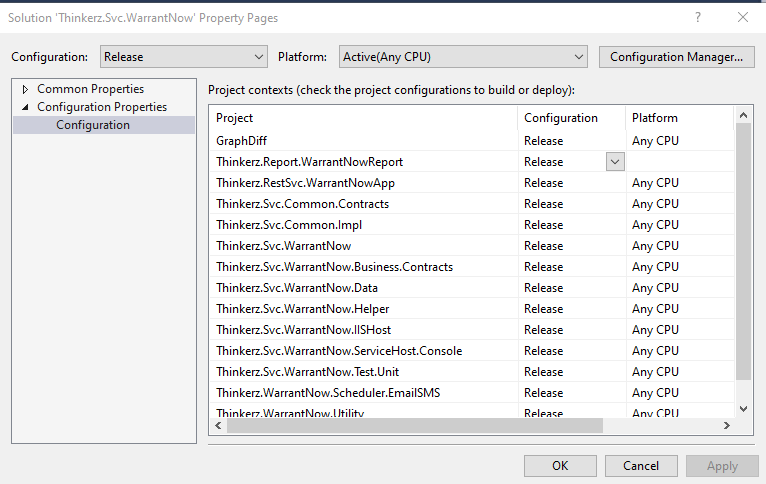 Solution 'Thinkerz.Svc.WarrantNow' Property Pages ?
Configuration: Release Platform: Active(Any CPU) Configuration Manager...
Common Properties
Configuration Properties
Configuration
Project contexts (check the project configurations to build or deploy):
Project Configuration Platform
GraphDiff Release Any CPU
Thinkerz.Report.WarrantNowReport Release
Thinkerz.RestSvc.WarrantNowApp Release Any CPU
Thinkerz.Svc.Common.Contracts Release Any CPU
Thinkerz.Svc.Common.Impl Release Any CPU
Thinkerz.Svc.WarrantNow Release Any CPU
Thinkerz.Svc.WarrantNow.Business.Contracts Release Any CPU
Thinkerz.Svc.WarrantNow.Data Release Any CPU
Thinkerz.Svc.WarrantNow.Helper Release Any CPU
Thinkerz.Svc.WarrantNow.IISHost Release Any CPU
Thinkerz.Svc.WarrantNow.ServiceHost.Console Release Any CPU
Thinkerz.Svc.WarrantNow.Test.Unit Release Any CPU
Thinkerz.WarrantNow.Scheduler.EmailSMS Release Any CPU
Thinkerz.WarrantNow.Utility Release Any CPU
OK Cancel Apply